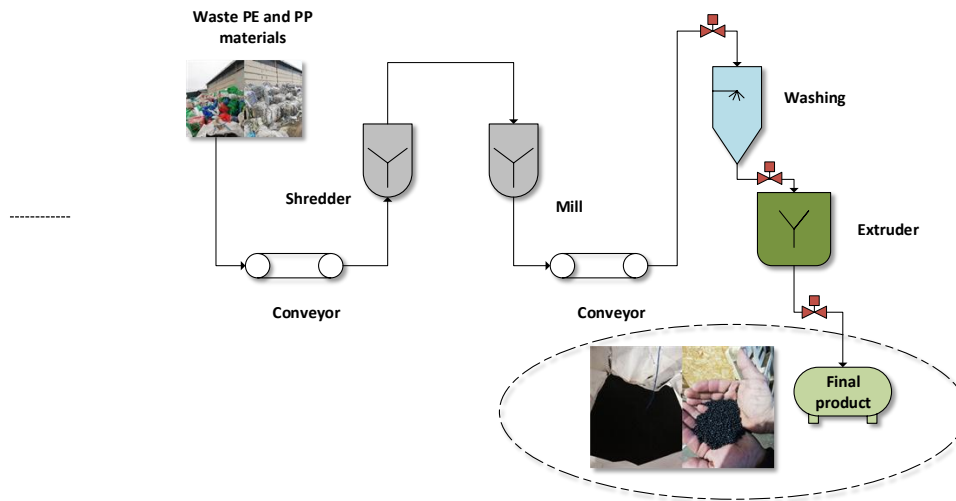 Waste PE and PP
materials
Washing
Shredder
Mill
Extruder
Conveyor
Conveyor
Final
product